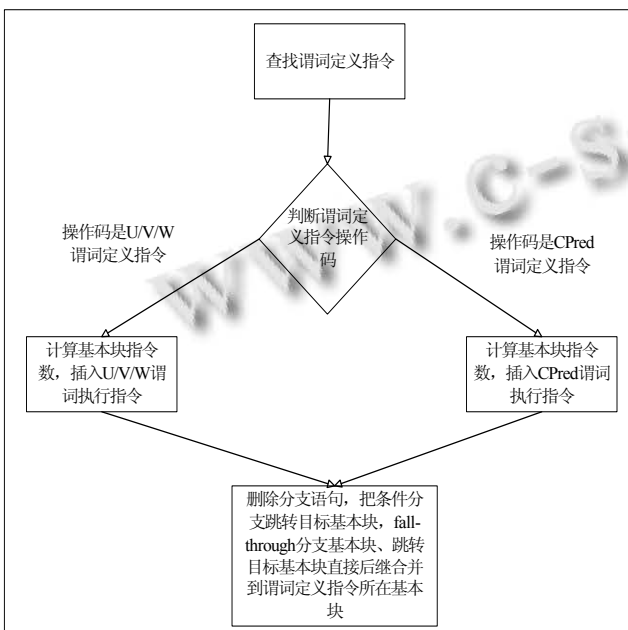 查找谓词定义指令
www.c-s
判断谓词定
义指令操作
码
操作码是U/V/W
谓词定义指令
操作码是CPred
谓词定义指令
计算基本块指令
数，插入U/V/W谓
词执行指令
计算基本块指令
数，插入CPred谓词
执行指令
删除分支语句，把条件分
支跳转目标基本块，fall-
through分支基本块、跳转
目标基本块直接后继合并
到谓词定义指令所在基本
块